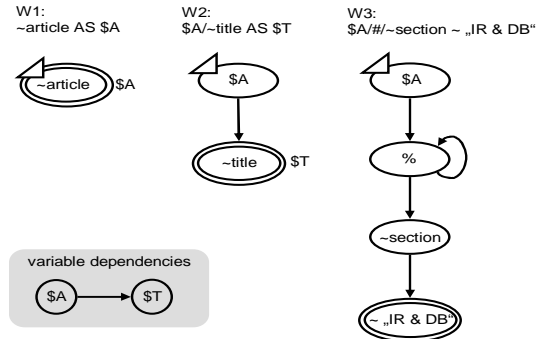 W1:
~article AS $A
~article
$A
W2:
$A/~title AS $T
$A
~title
$T
W3:
$A/#/~section ~ „IR & DB“
$A
%
~section
~ „IR & DB“
variable dependencies
$A
$T